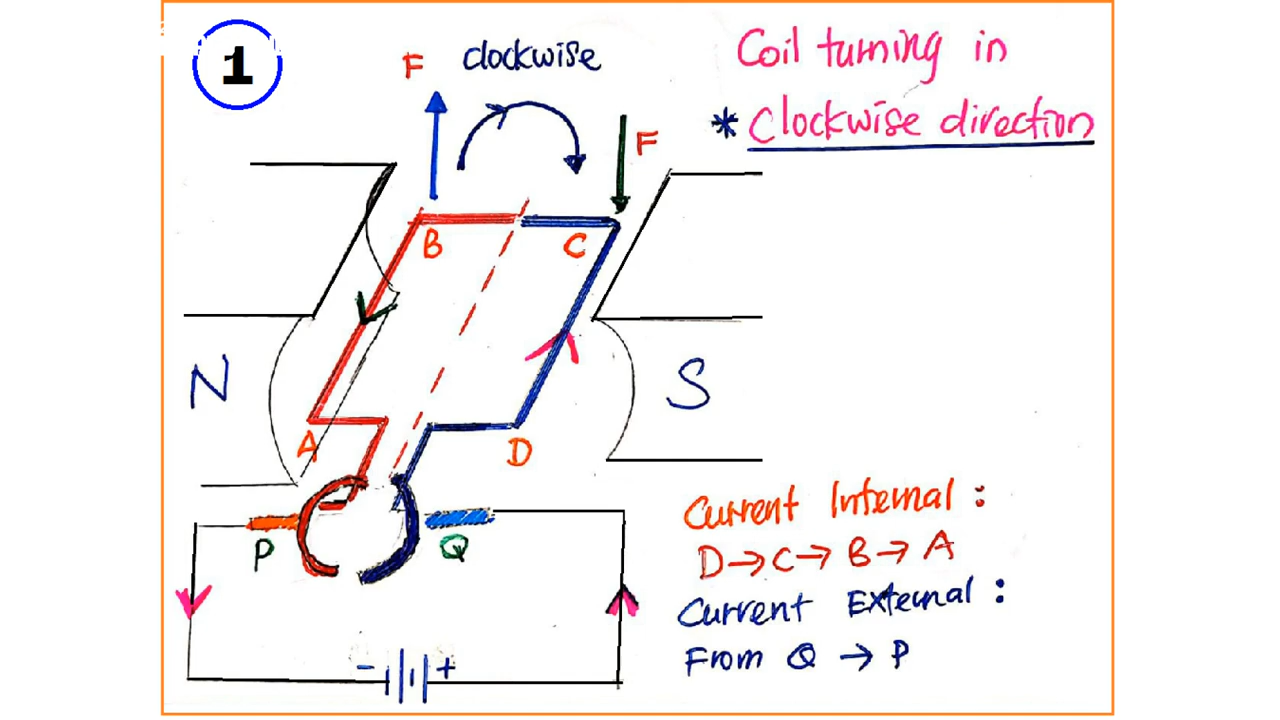 1
F
clockwise
Coil turning in
* Clockwise direction
F
B
C
N
S
A
D
P
Q
Current Internal :
D→C→B→A
Current External :
From Q → P
- +